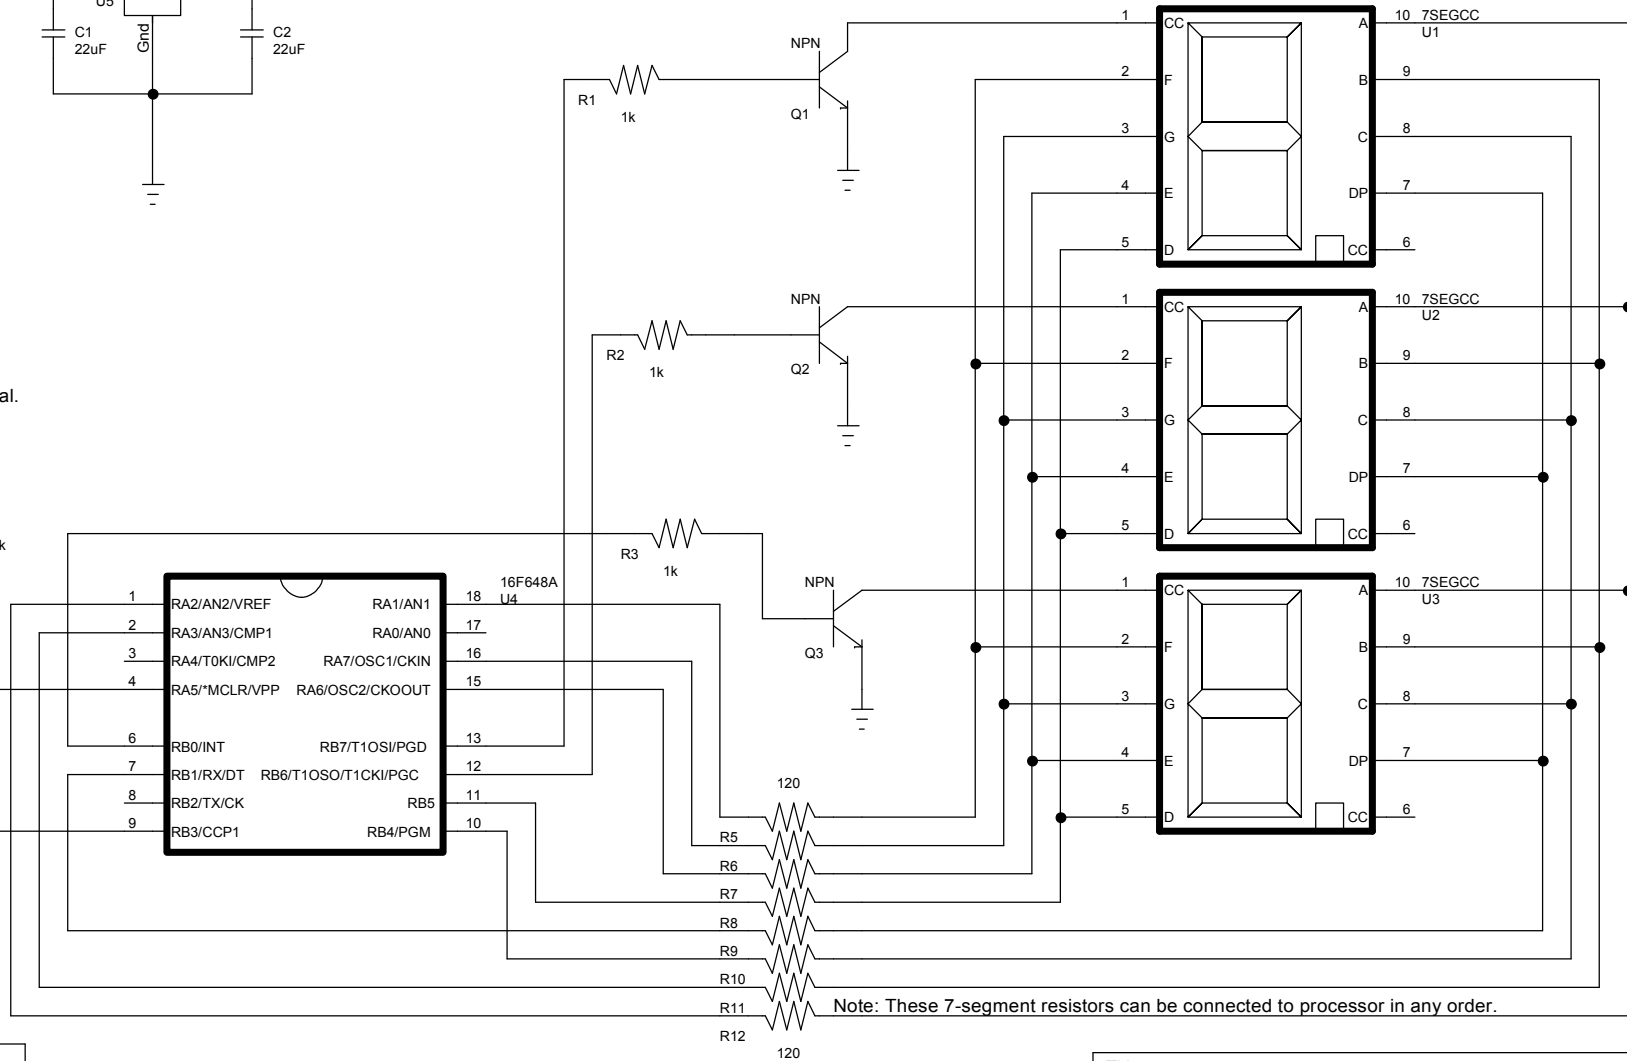 U5
C1
22uF
Gnd
C2
22uF
R1
1k
NPN
Q1
1
CC
2
F
3
G
4
E
5
D
A
10 7SEGCC
U1
B
9
C
8
DP
7
CC
6
R2
1k
NPN
Q2
1
CC
2
F
3
G
4
E
5
D
A
10 7SEGCC
U2
B
9
C
8
DP
7
CC
6
al.
k
R3
1k
NPN
Q3
1
CC
2
F
3
G
4
E
5
D
A
10 7SEGCC
U3
B
9
C
8
DP
7
CC
6
16F648A
U4
1 RA2/AN2/VREF RA1/AN1 18
2 RA3/AN3/CMP1 RA0/AN0 17
3 RA4/T0KI/CMP2 RA7/OSC1/CKIN 16
4 RA5/*MCLR/VPP RA6/OSC2/CKOOUT 15
6 RB0/INT RB7/T1OSI/PGD 13
7 RB1/RX/DT RB6/T1OSO/T1CKI/PGC 12
8 RB2/TX/CK RB5 11
9 RB3/CCP1 RB4/PGM 10
120
R5
R6
R7
R8
R9
R10
R11
R12
120
Note: These 7-segment resistors can be connected to processor in any order.